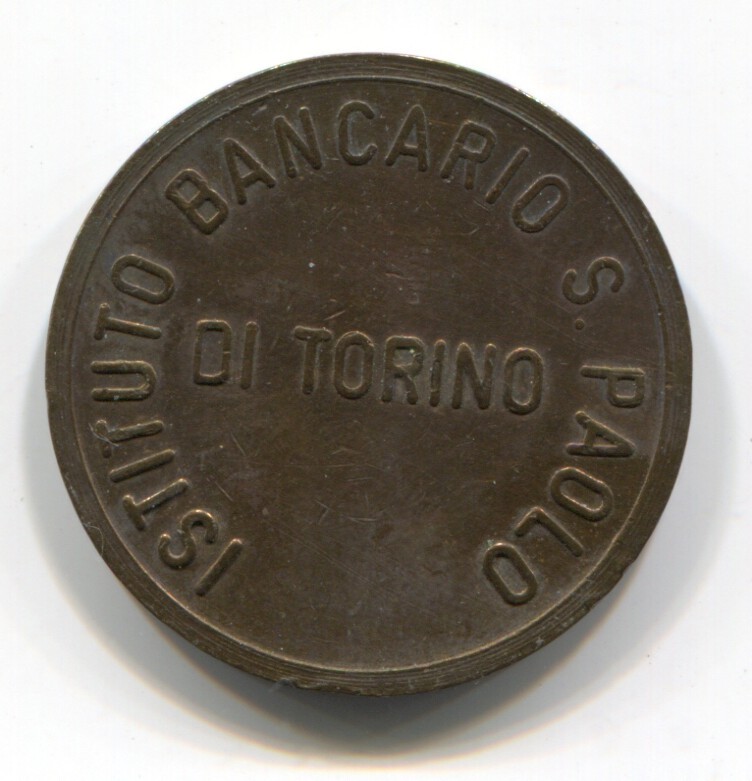 ISTITUTO BANCARIO S. PAOLO
DI TORINO